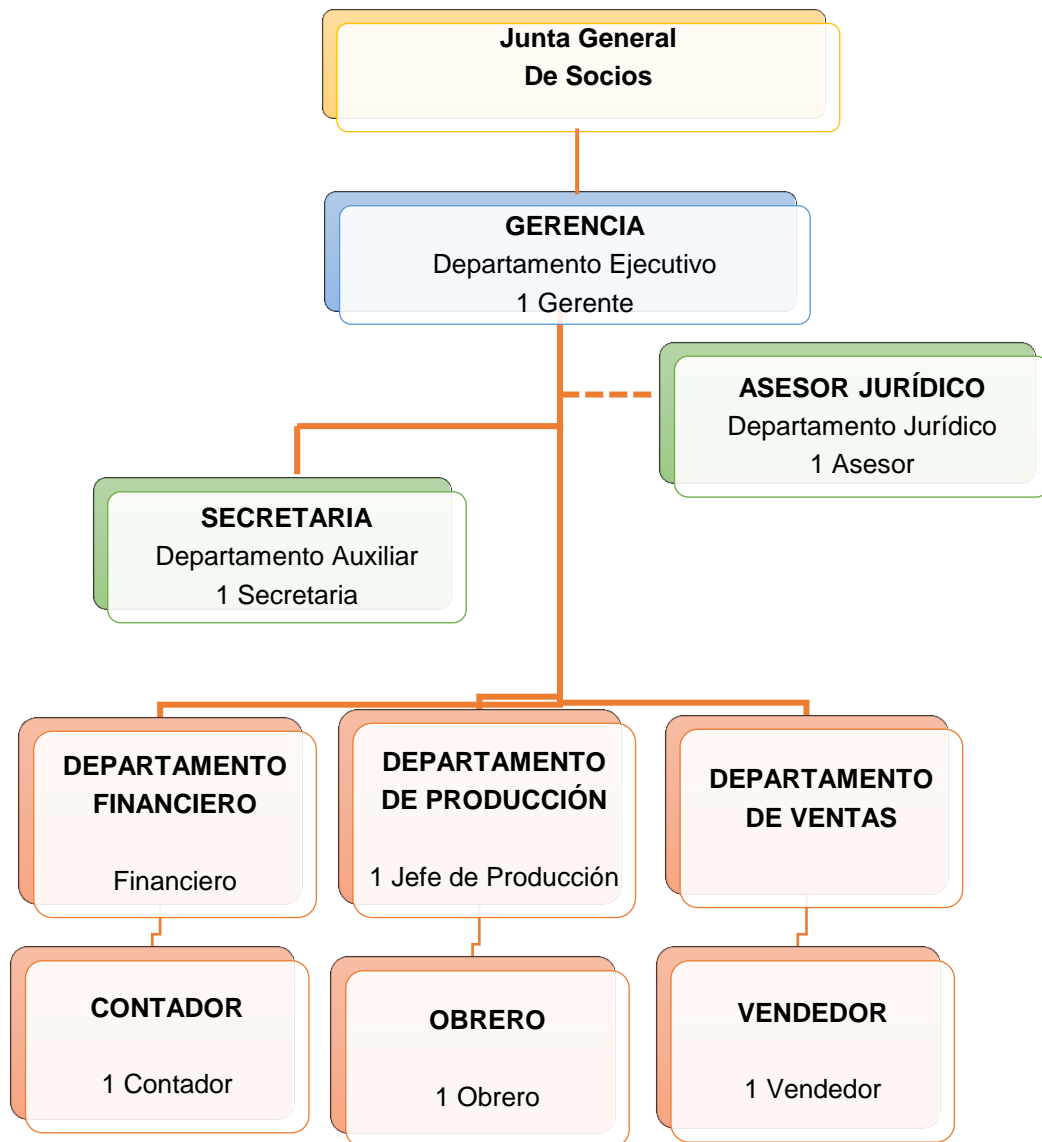 Junta General
De Socios
GERENCIA
Departamento Ejecutivo
1 Gerente
ASESOR JURÍDICO
Departamento Jurídico
1 Asesor
SECRETARIA
Departamento Auxiliar
1 Secretaria
DEPARTAMENTO
FINANCIERO
Financiero
DEPARTAMENTO
DE PRODUCCIÓN
1 Jefe de Producción
DEPARTAMENTO
DE VENTAS
CONTADOR
1 Contador
OBRERO
1 Obrero
VENDEDOR
1 Vendedor